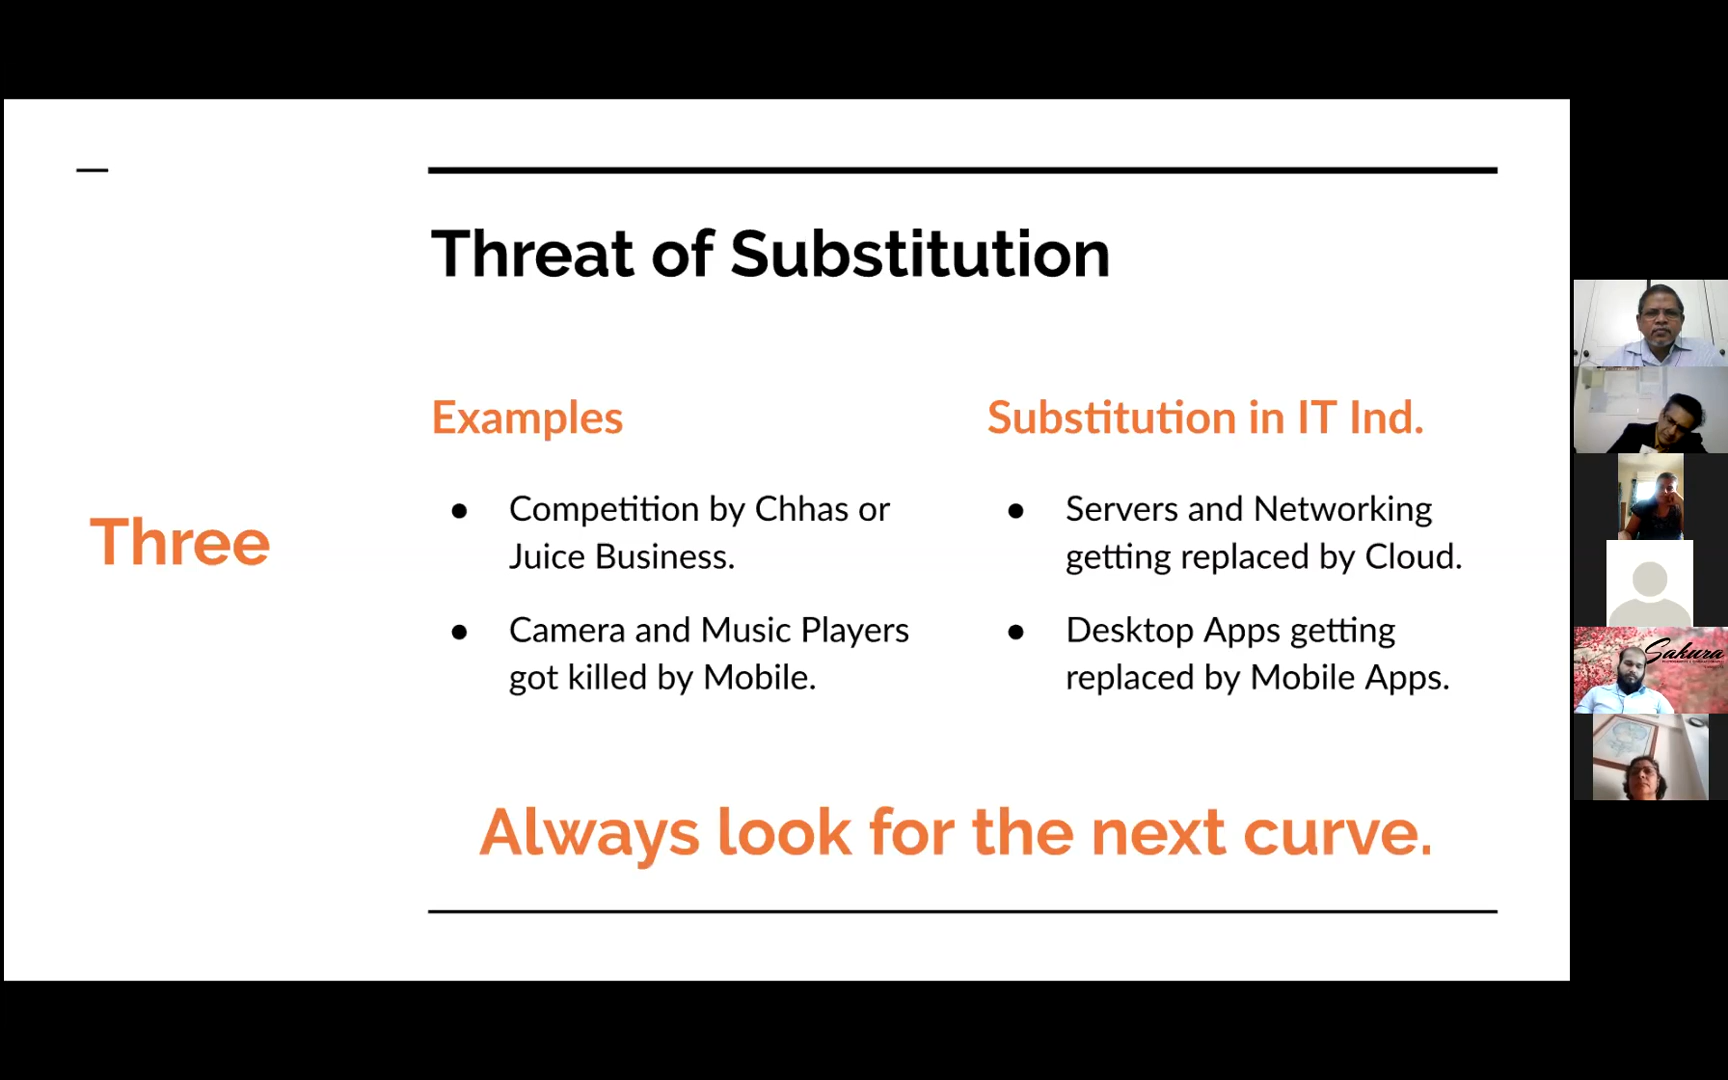 Threat of Substitution
Three
Examples
Competition by Chhas or
Juice Business.
Camera and Music Players
got killed by Mobile.
Substitution in IT Ind.
Servers and Networking
getting replaced by Cloud.
Desktop Apps getting
replaced by Mobile Apps.
Always look for the next curve.
Sakura